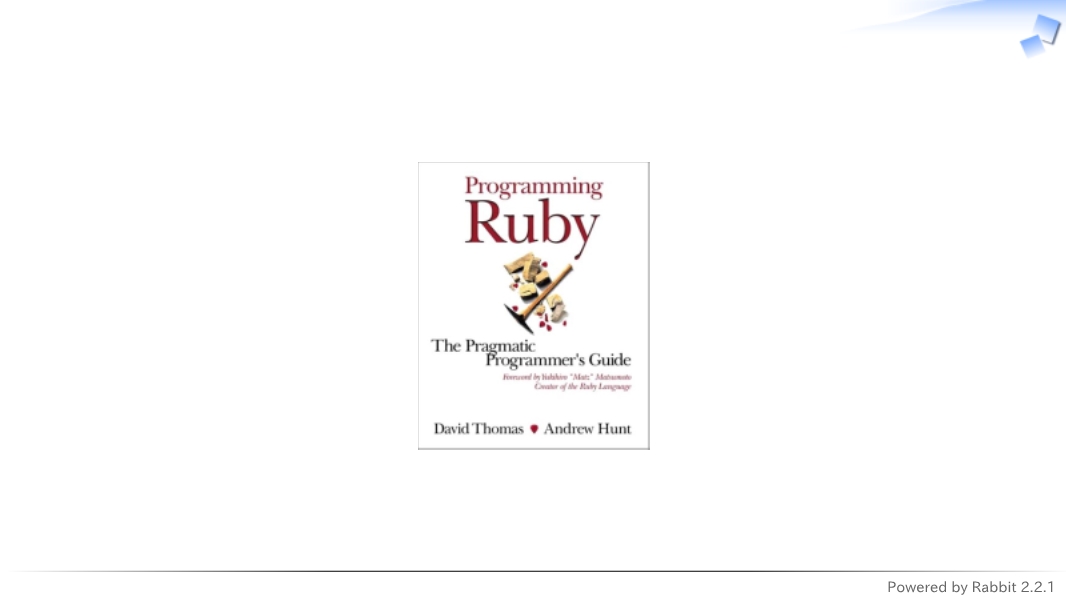 Programming
Ruby
The Pragmatic
Programmer's Guide
Foreword by Yukihiro "Matz" Matsumoto
Creator of the Ruby Language
David Thomas Andrew Hunt
Powered by Rabbit 2.2.1